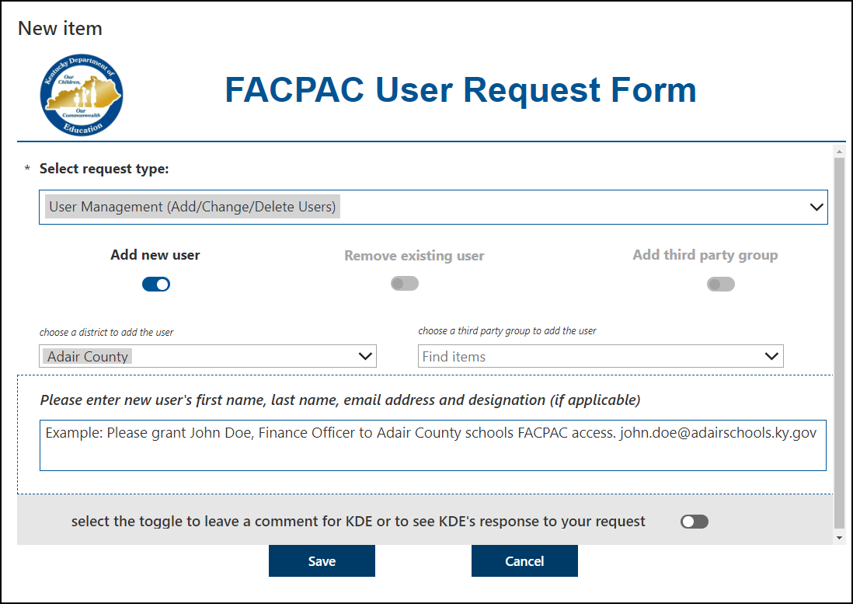 New item
Kentucky Department of
Our
Children,
Our
Commonwealth
Education
FACPAC User Request Form
* Select request type:
User Management (Add/Change/Delete Users)
Add new user Remove existing user Add third party group
choose a district to add the user choose a third party group to add the user
Adair County Find items
Please enter new user's first name, last name, email address and designation (if applicable)
Example: Please grant John Doe, Finance Officer to Adair County schools FACPAC access. john.doe@adairschools.ky.gov
select the toggle to leave a comment for KDE or to see KDE's response to your request
Save Cancel